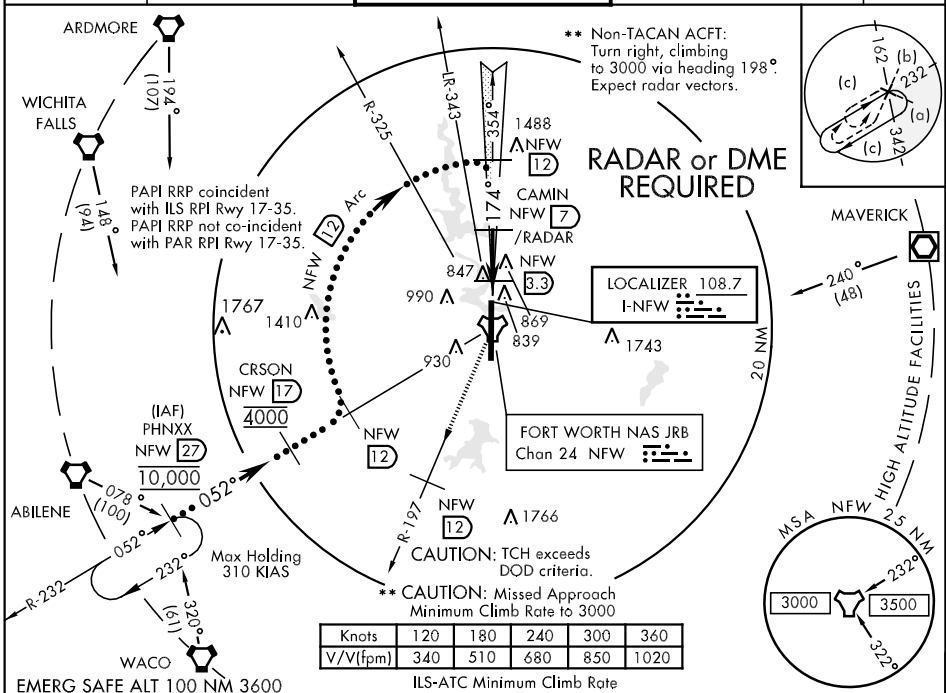 ARDMORE
194°
(107)
WICHITA
FALLS
148°
(94)
PAPI RRP coincident
with ILS RPI Rwy 17-35.
PAPI RRP not co-incident
with PAR RPI Rwy 17-35.
R-325
LR-343
354°
174°
** Non-TACAN ACFT:
Turn right, climbing
to 3000 via heading 198°.
Expect radar vectors.
162
(b)
232
(c)
(a)
342
(c)
1488
NFW
12
RADAR or DME
REQUIRED
CAMIN
NFW 7
/RADAR
NFW
3.3
NFW 12 Arc
847
990
869
839
1767
1410
930
LOCALIZER 108.7
I-NFW
1743
MAVERICK
240°
(48)
HIGH ALTITUDE FACILITIES
20 NM
CRSON
NFW 17
4000
(IAF)
PHNXX
NFW 27
10,000
052°
NFW
12
FORT WORTH NAS JRB
Chan 24 NFW
ABILENE
078°
(100)
052°
232°
R-232
Max Holding
310 KIAS
320°
(61)
WACO
NFW
12
R-197
1766
CAUTION: TCH exceeds
DOD criteria.
** CAUTION: Missed Approach
Minimum Climb Rate to 3000
Knots 120 180 240 300 360
V/V(fpm) 340 510 680 850 1020
ILS-ATC Minimum Climb Rate
MSA NFW 25 NM
232°
3000
3500
322°
EMERG SAFE ALT 100 NM 3600